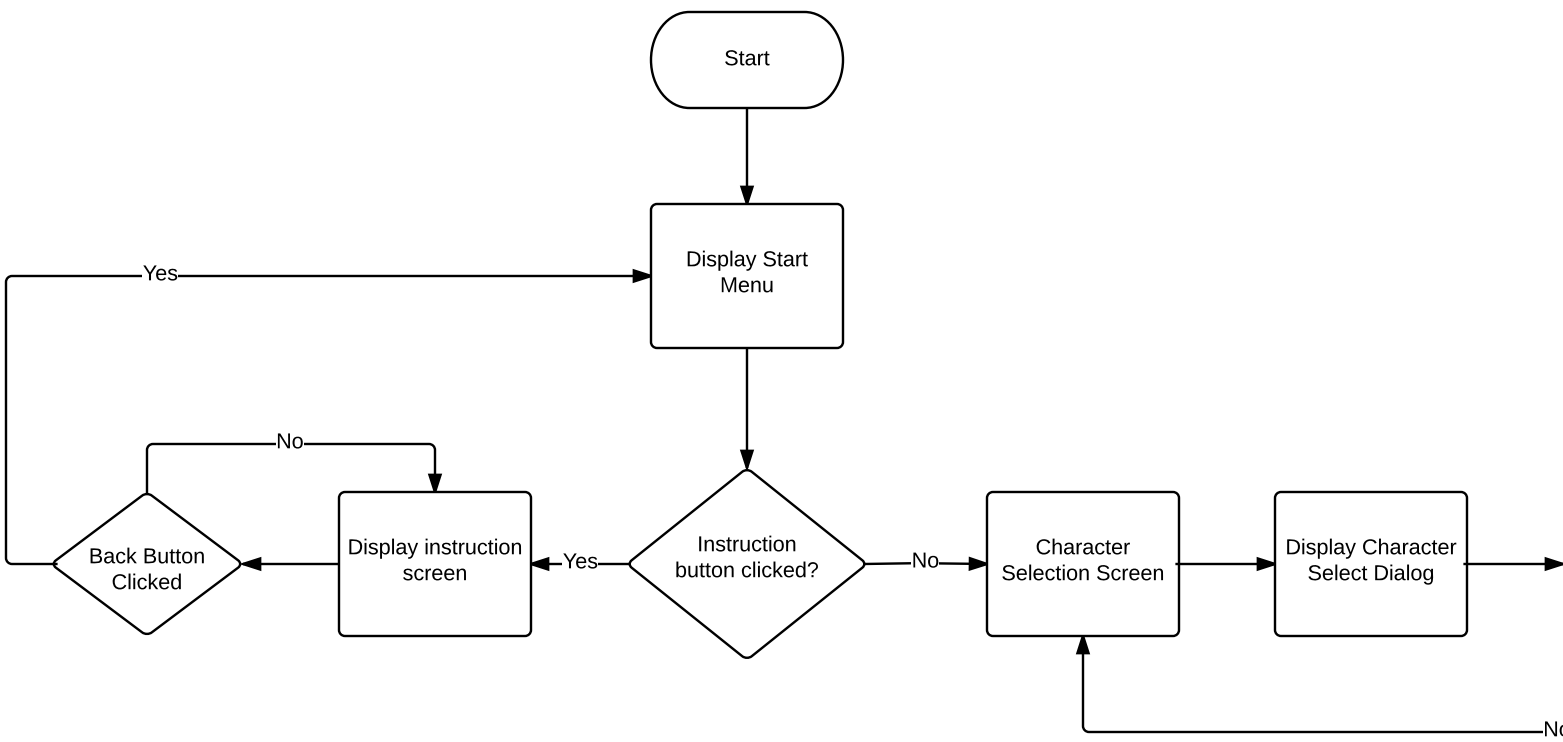 Start
Display Start
Menu
Yes
No
Back Button
Clicked
Display instruction
screen
Yes
Instruction
button clicked?
No
Character
Selection Screen
Display Character
Select Dialog